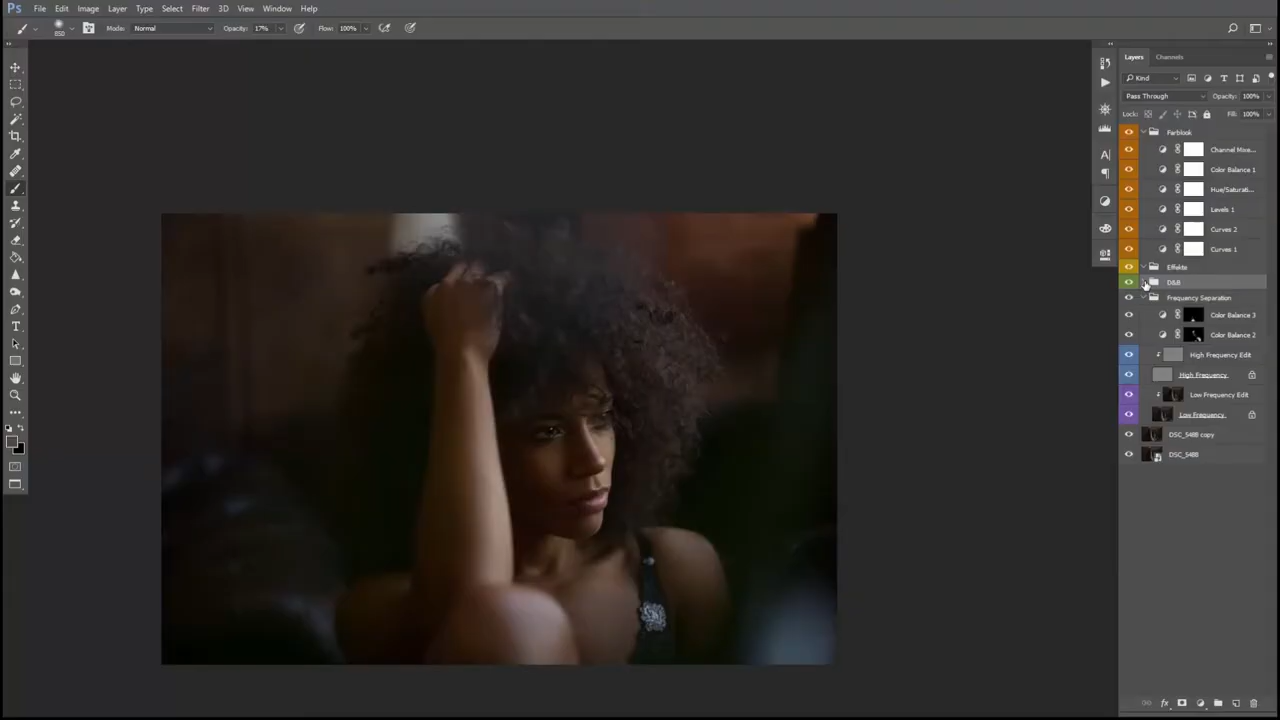 Ps File Edit Image Layer Type Select Filter 3D View Window Help
850 Mode: Normal Opacity: 17% Flow: 100%
Layers Channels
Kind T
Pass Through Opacity: 100%
Lock: Fill: 100%
Farblook
Channel Mixe...
Color Balance 1
Hue/Saturati...
Levels 1
Curves 2
Curves 1
Effekte
D&B
Frequency Separation
Color Balance 3
Color Balance 2
High Frequency Edit
High Frequency
Low Frequency Edit
Low Frequency
DSC_5488 copy
DSC_5488
fx